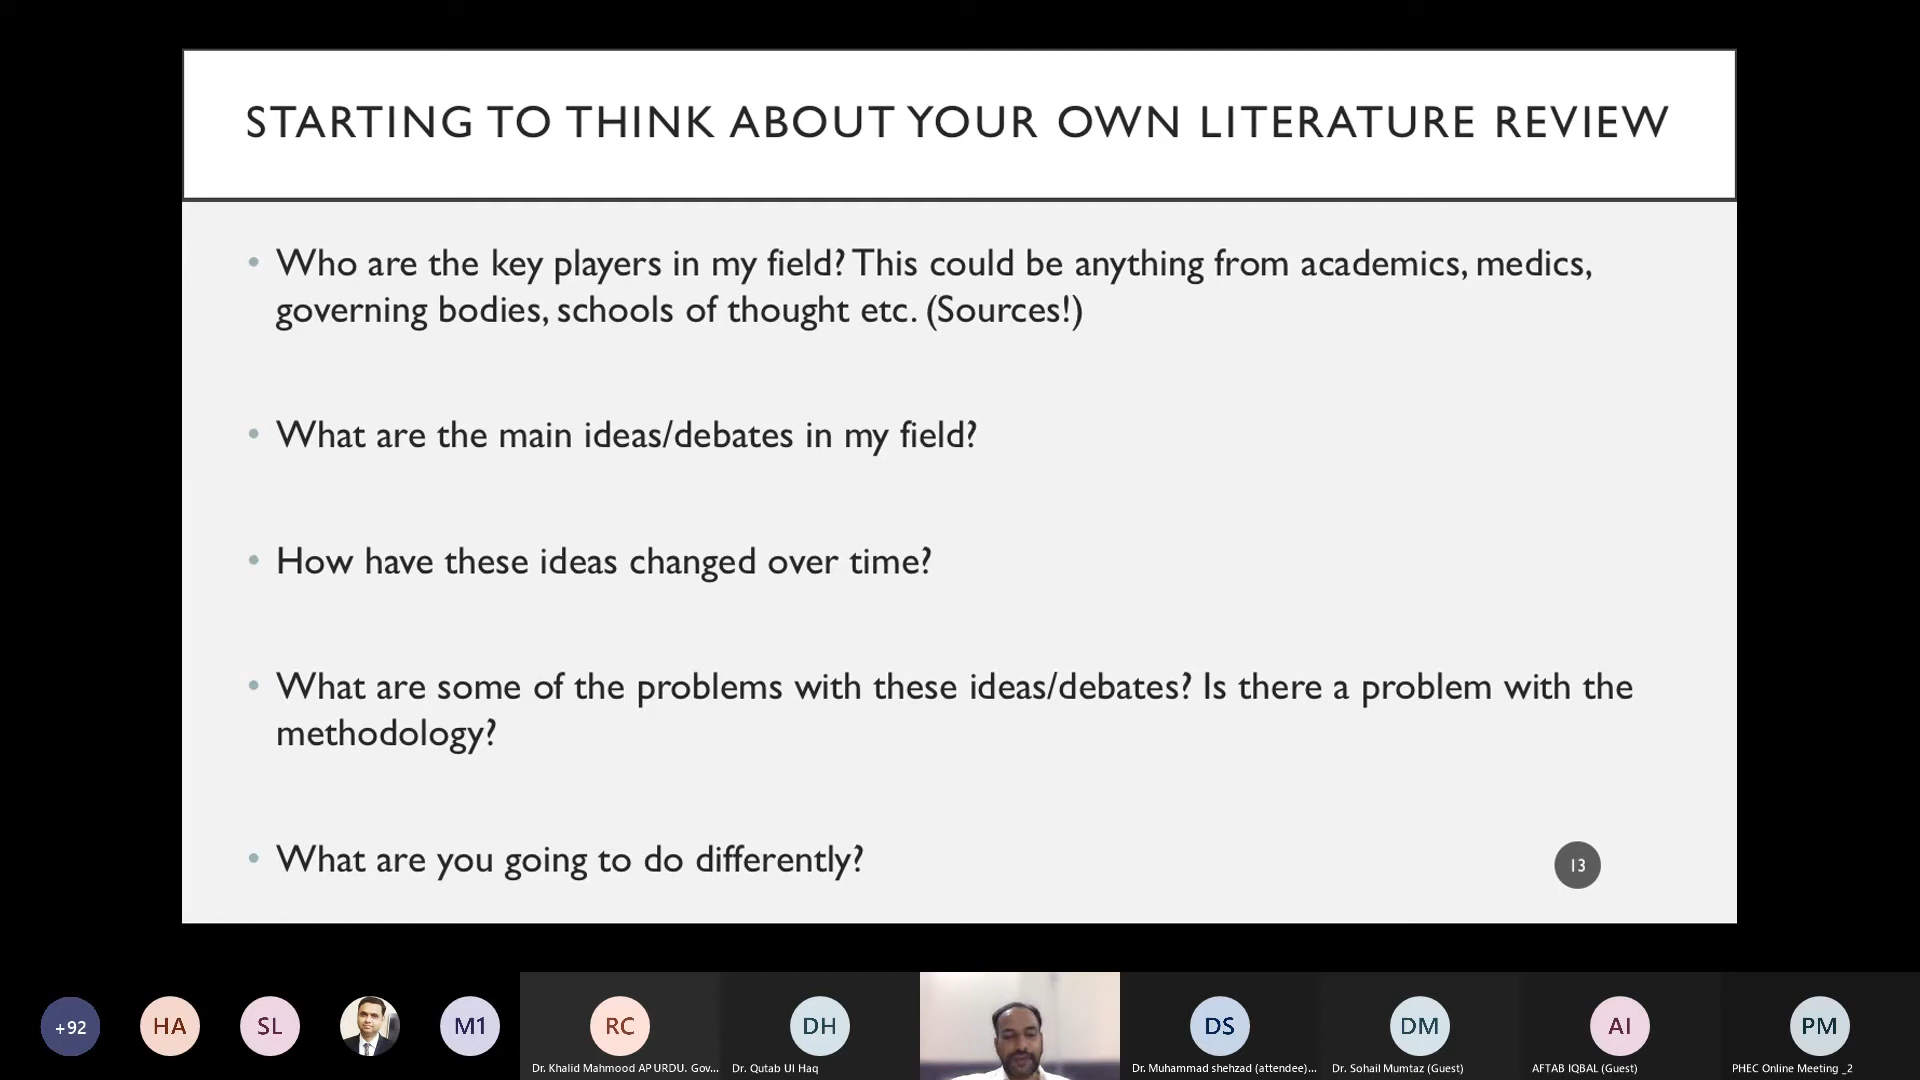 STARTING TO THINK ABOUT YOUR OWN LITERATURE REVIEW
• Who are the key players in my field? This could be anything from academics, medics,
governing bodies, schools of thought etc. (Sources!)
• What are the main ideas/debates in my field?
• How have these ideas changed over time?
• What are some of the problems with these ideas/debates? Is there a problem with the
methodology?
• What are you going to do differently?
13
+92
HA
SL
M1
RC
DH
DS
DM
AI
PM
Dr. Khalid Mahmood AP URDU. Gov...
Dr. Qutab Ul Haq
Dr. Muhammad shehzad (attendee)...
Dr. Sohail Mumtaz (Guest)
AFTAB IQBAL (Guest)
PHEC Online Meeting _2